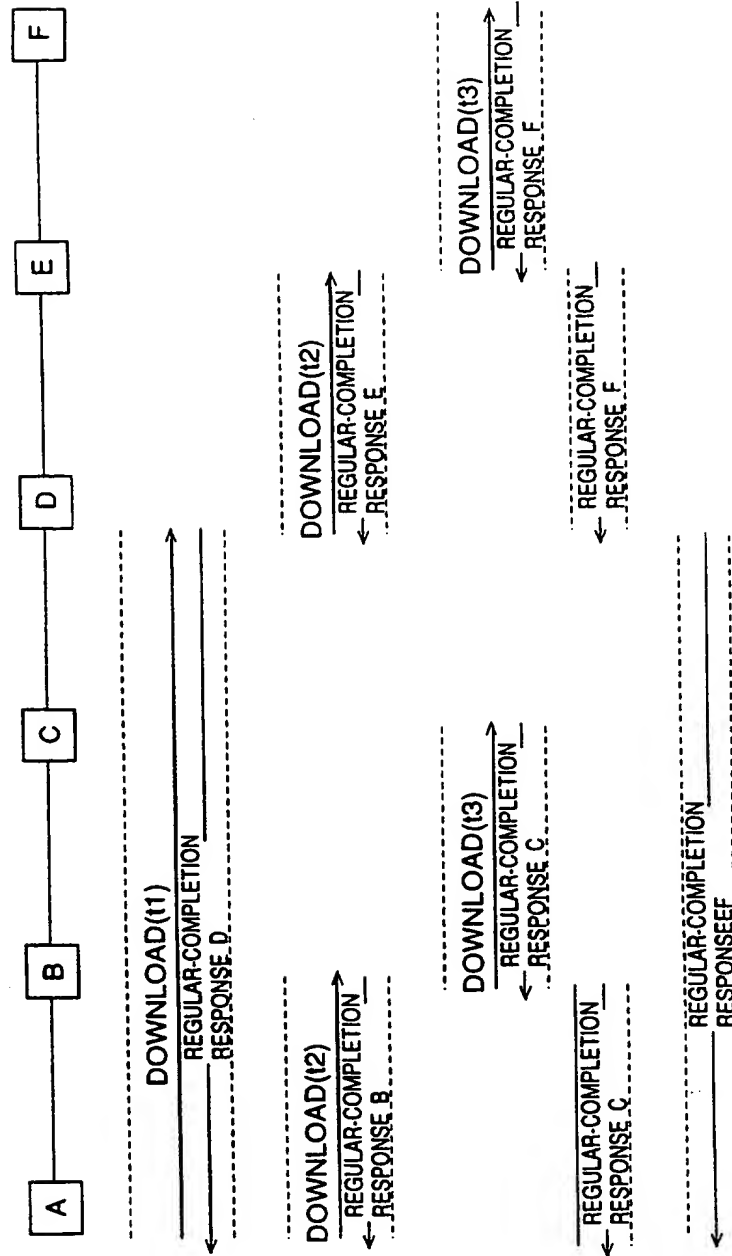 A
B
C
D
E
F
DOWNLOAD(t1)
REGULAR-COMPLETION
RESPONSE D
DOWNLOAD(t2)
REGULAR-COMPLETION
RESPONSE B
DOWNLOAD(t2)
REGULAR-COMPLETION
RESPONSE E
DOWNLOAD(t3)
REGULAR-COMPLETION
RESPONSE C
DOWNLOAD(t3)
REGULAR-COMPLETION
RESPONSE F
REGULAR-COMPLETION
RESPONSE C
REGULAR-COMPLETION
RESPONSE F
REGULAR-COMPLETION
RESPONSEEF